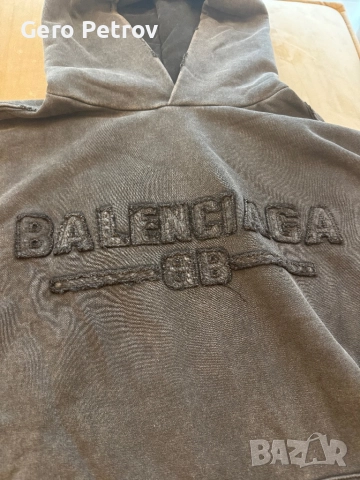 Gero Petrov
BALENCIAGA
BB
BAZAR